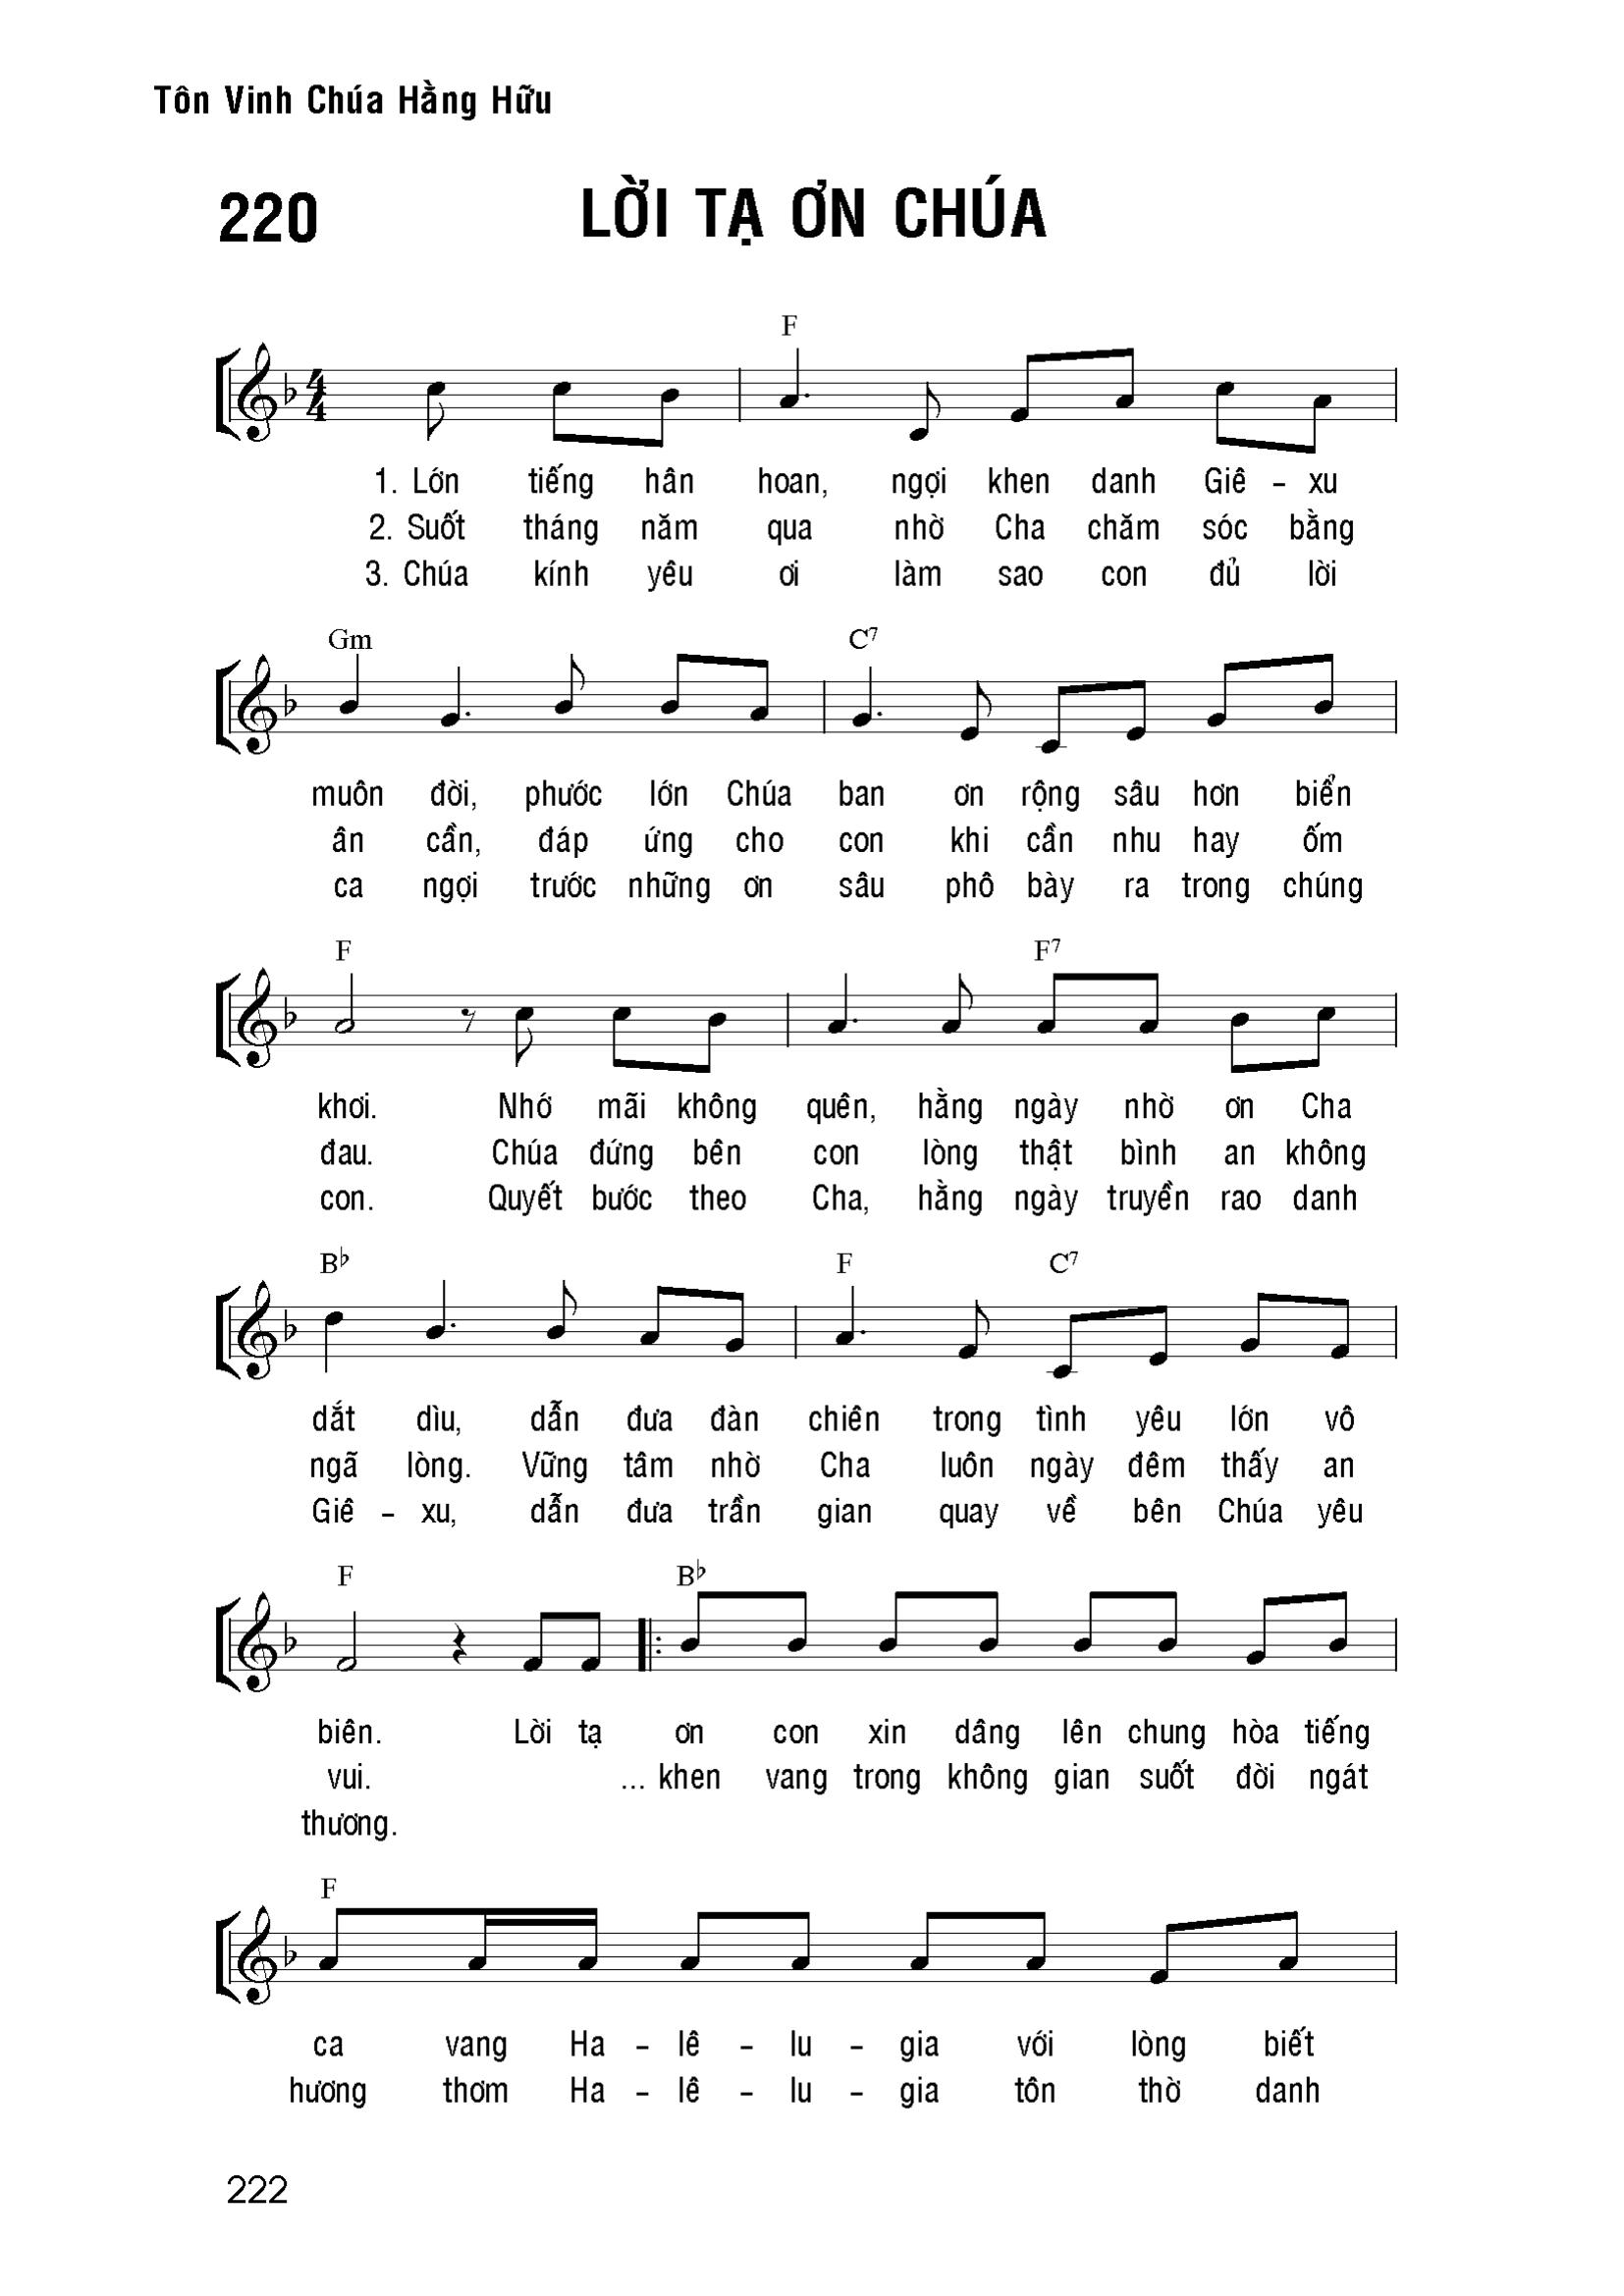 Tôn Vinh Chúa Hằng Hữu
220 LỜI TẠ ƠN CHÚA
F
1. Lớn tiếng hân hoan, ngợi khen danh Giê - xu
2. Suốt tháng năm qua nhờ Cha chăm sóc bằng
3. Chúa kính yêu ơi làm sao con đủ lời
Gm C7
muôn đời, phước lớn Chúa ban ơn rộng sâu hơn biển
ân cần, đáp ứng cho con khi cần nhu hay ốm
ca ngợi trước những ơn sâu phô bày ra trong chúng
F F7
khơi. Nhớ mãi không quên, hằng ngày nhờ ơn Cha
đau. Chúa đứng bên con lòng thật bình an không
con. Quyết bước theo Cha, hằng ngày truyền rao danh
B♭ F C7
dắt dìu, dẫn đưa đàn chiên trong tình yêu lớn vô
ngã lòng. Vững tâm nhờ Cha luôn ngày đêm thấy an
Giê - xu, dẫn đưa trần gian quay về bên Chúa yêu
F B♭
biên. Lời tạ ơn con xin dâng lên chung hòa tiếng
vui. ... khen vang trong không gian suốt đời ngát
thương.
F
ca vang Ha - lê - lu - gia với lòng biết
hương thơm Ha - lê - lu - gia tôn thờ danh
222